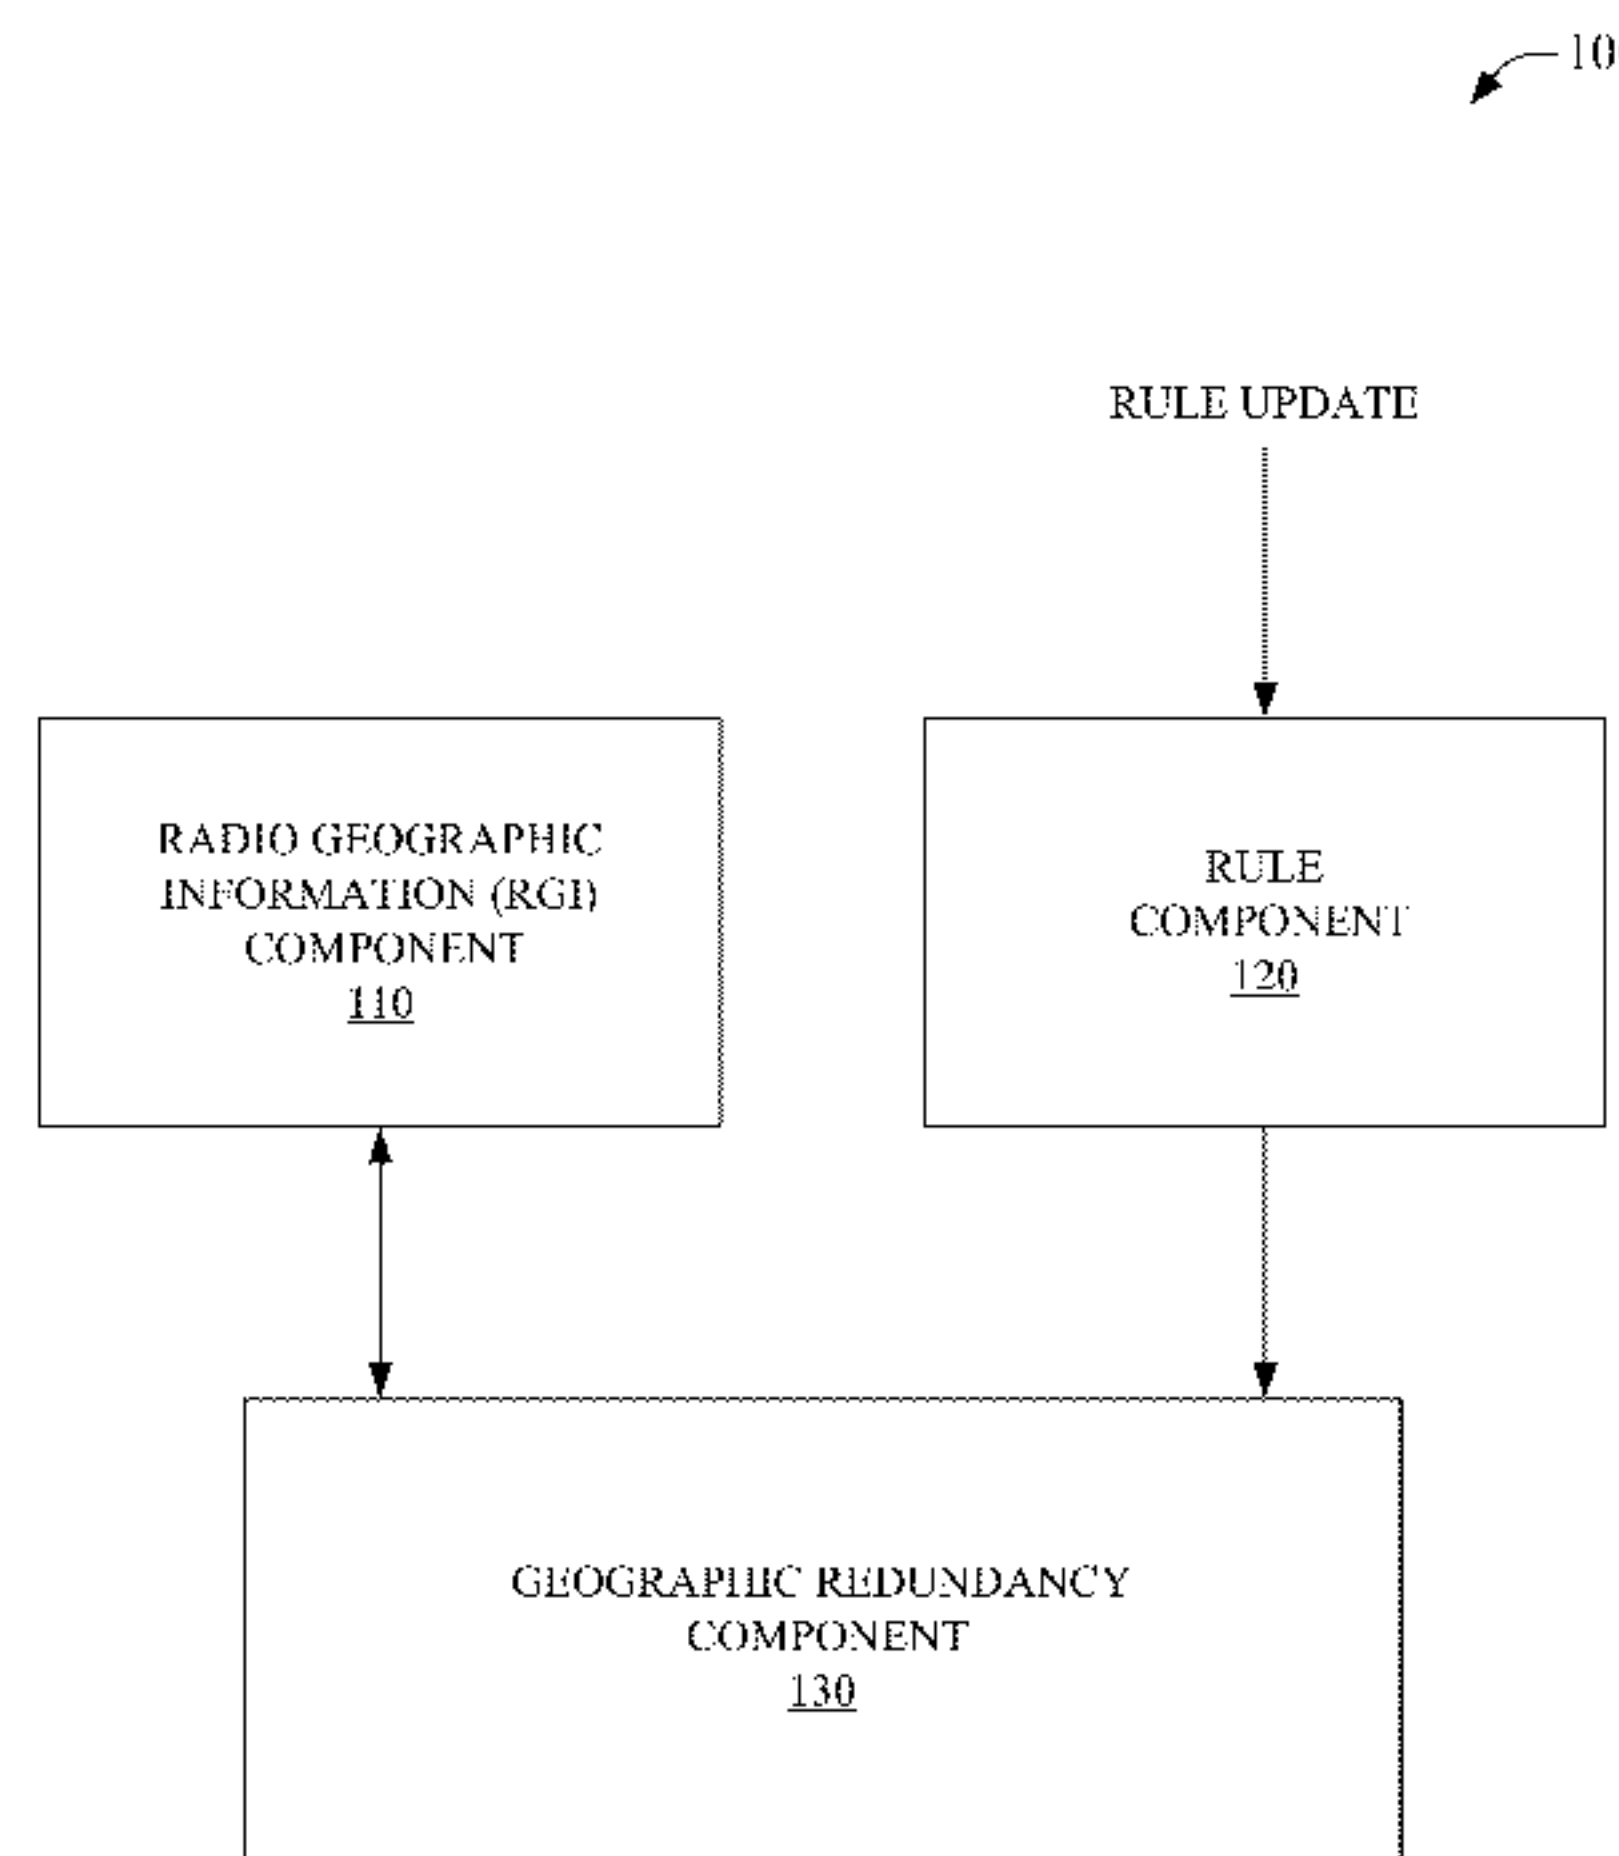 10
RULE UPDATE
RADIO GEOGRAPHIC
INFORMATION (RGI)
COMPONENT
110
RULE
COMPONENT
120
GEOGRAPHIC REDUNDANCY
COMPONENT
130